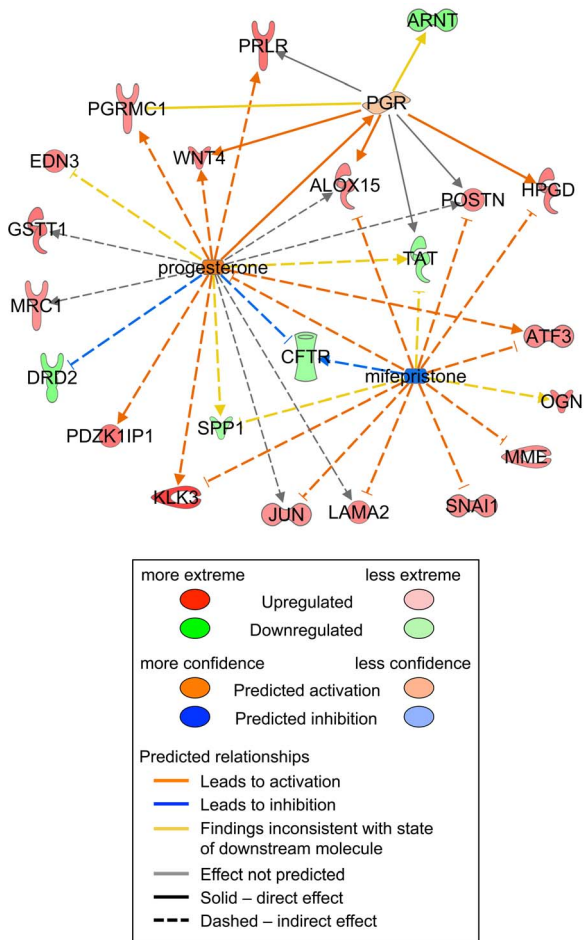 ARNT
PRLR
PGRMC1
PGR
EDN3
WNT4
ALOX15
POSTN
HPGD
GSTT1
TAT
progesterone
MRC1
ATF3
CFTR
DRD2
mifepristone
OGN
PDZK1IP1
SPP1
MME
KLK3
JUN
LAMA2
SNAI1
more extreme less extreme
Upregulated
Downregulated
more confidence less confidence
Predicted activation
Predicted inhibition
Predicted relationships
Leads to activation
Leads to inhibition
Findings inconsistent with state
of downstream molecule
Effect not predicted
Solid – direct effect
Dashed – indirect effect